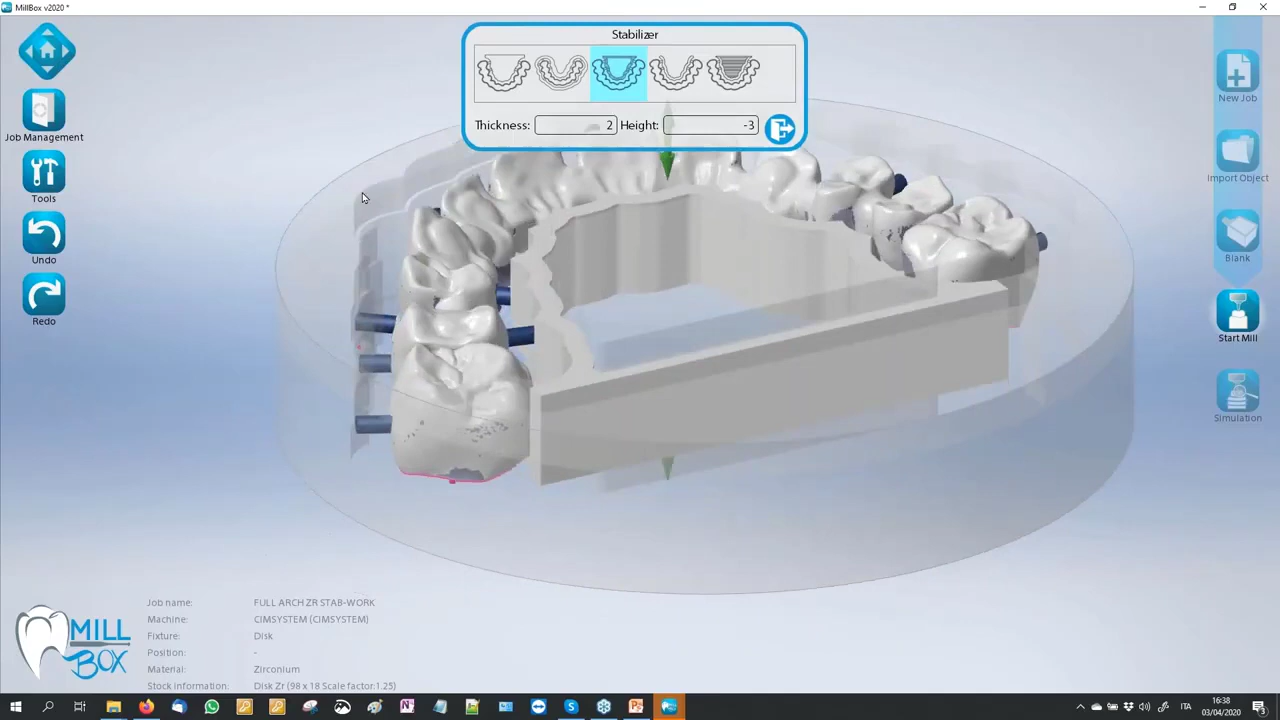 MillBox v2020 *
Stabilizer
Thickness: 2 Height: -3
Job Management
Tools
Undo
Redo
New Job
Import Object
Blank
Start Mill
Simulation
MILL
BOX
Job name: FULL ARCH ZR STAB-WORK
Machine: CIMSYSTEM (CIMSYSTEM)
Fixture: Disk
Position: -
Material: Zirconium
Stock information: Disk Zr (98 x 18 Scale factor:1.25)
ITA
16:38
03/04/2020